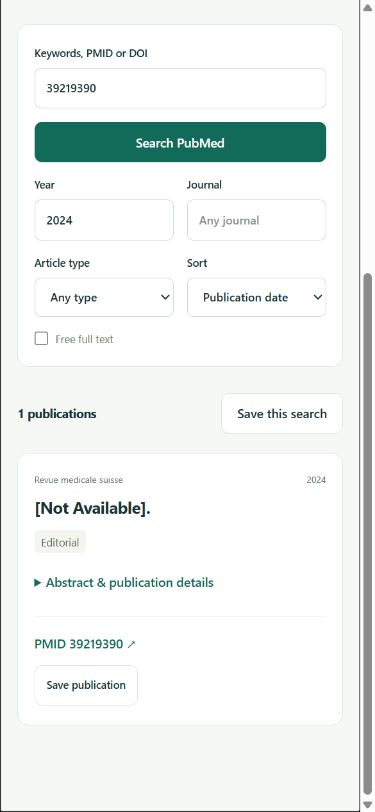 Keywords, PMID or DOI
39219390
Search PubMed
Year
Journal
2024
Any journal
Article type
Sort
Any type
Publication date
Free full text
1 publications
Save this search
Revue medicale suisse
2024
[Not Available].
Editorial
▶ Abstract & publication details
PMID 39219390 ↗
Save publication